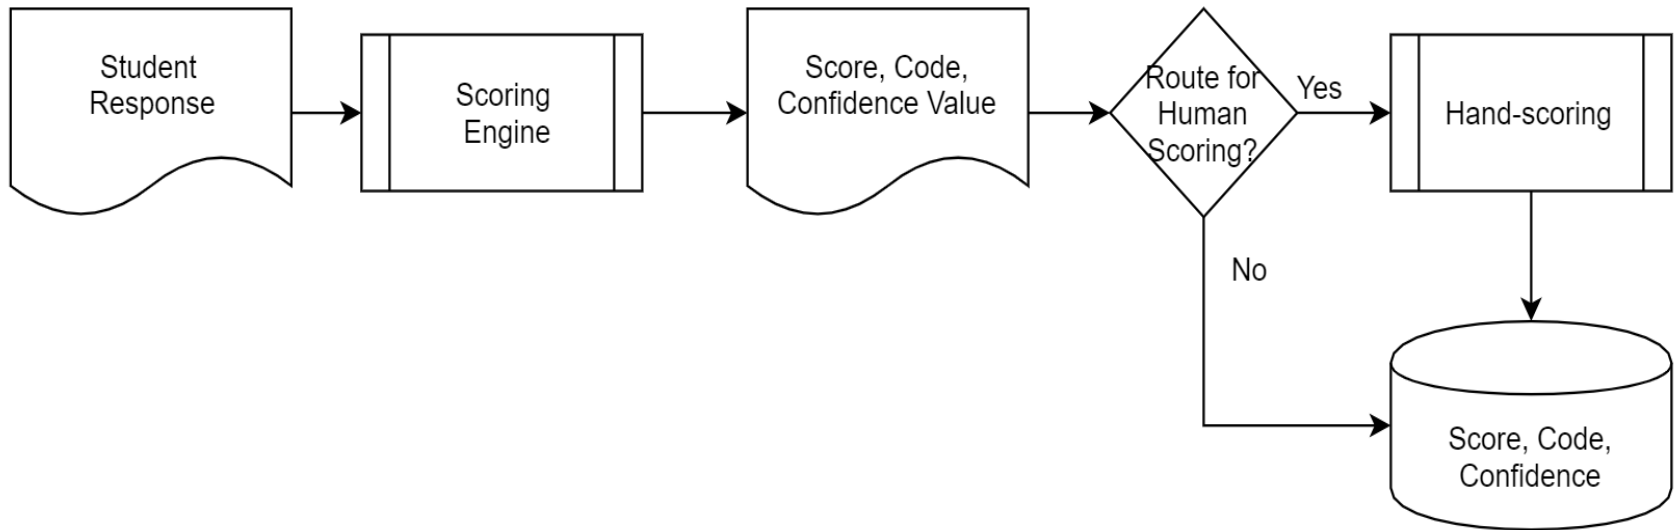 Student
Response
Scoring
Engine
Score, Code,
Confidence Value
Route for
Human
Scoring?
Yes
Hand-scoring
No
Score, Code,
Confidence